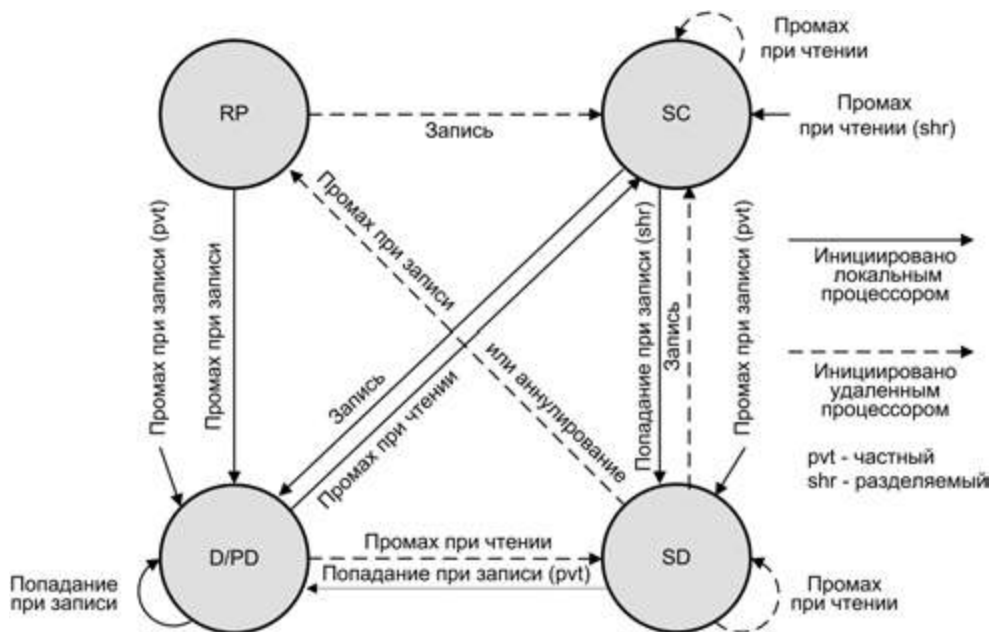 Промах
при чтении
RP
SC
Запись
Промах
при чтении (shr)
Промах при записи (pvt)
Промах при записи
Промах при записи
или аннулирование
Запись
Промах при чтении
Попадание при записи (shr)
Запись
Промах при записи (pvt)
Инициировано
локальным
процессором
Инициировано
удаленным
процессором
pvt - частный
shr - разделяемый
D/PD
Промах при чтении
Попадание при записи (pvt)
SD
Попадание
при записи
Промах
при чтении